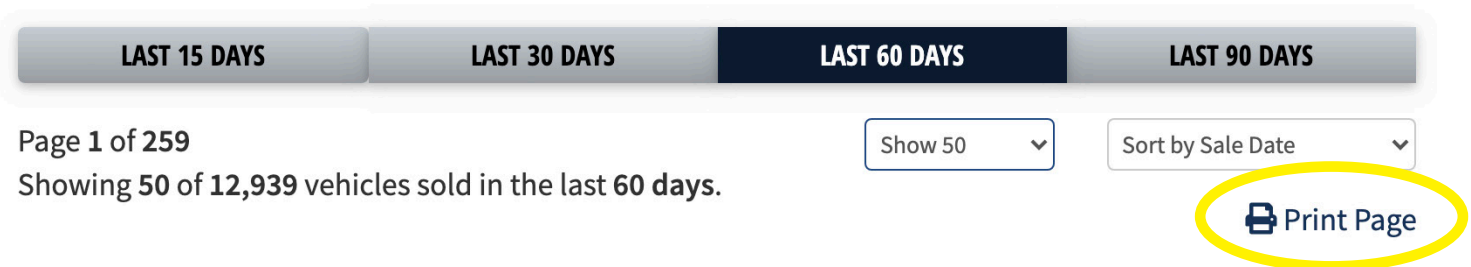 LAST 15 DAYS LAST 30 DAYS LAST 60 DAYS LAST 90 DAYS
Page 1 of 259 Show 50 Sort by Sale Date
Showing 50 of 12,939 vehicles sold in the last 60 days.
Print Page